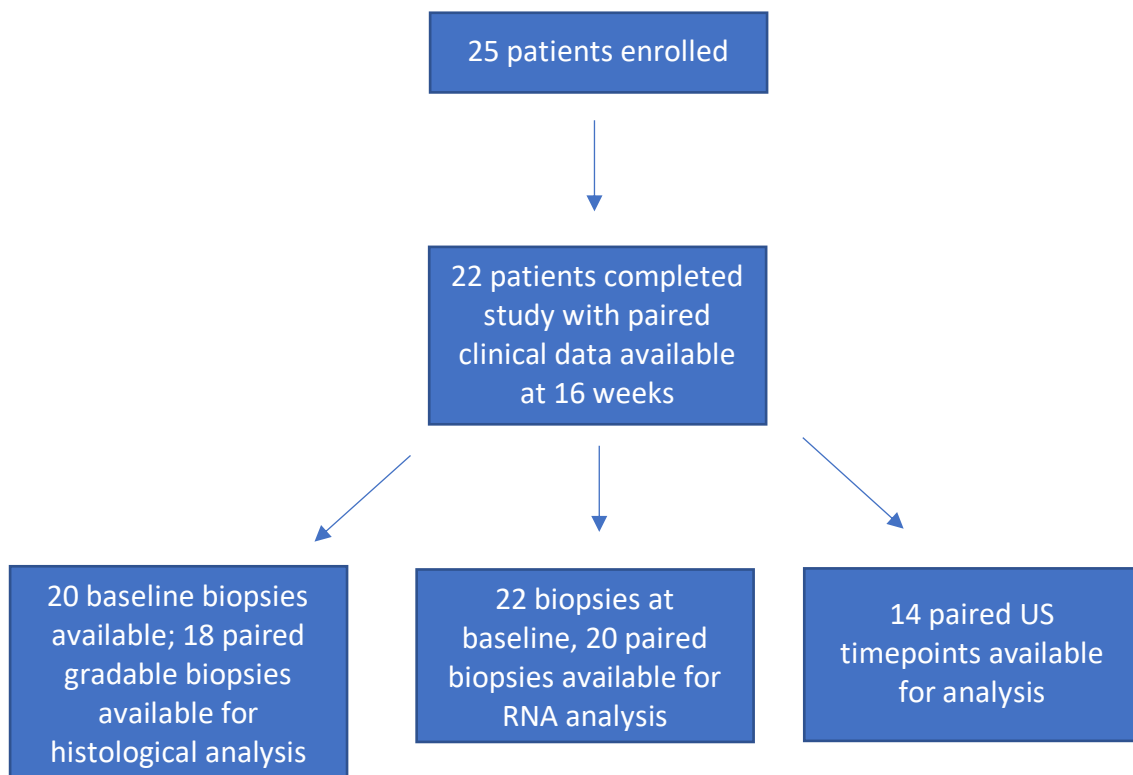 25 patients enrolled
22 patients completed
study with paired
clinical data available
at 16 weeks
20 baseline biopsies
available; 18 paired
gradable biopsies
available for
histological analysis
22 biopsies at
baseline, 20 paired
biopsies available for
RNA analysis
14 paired US
timepoints available
for analysis